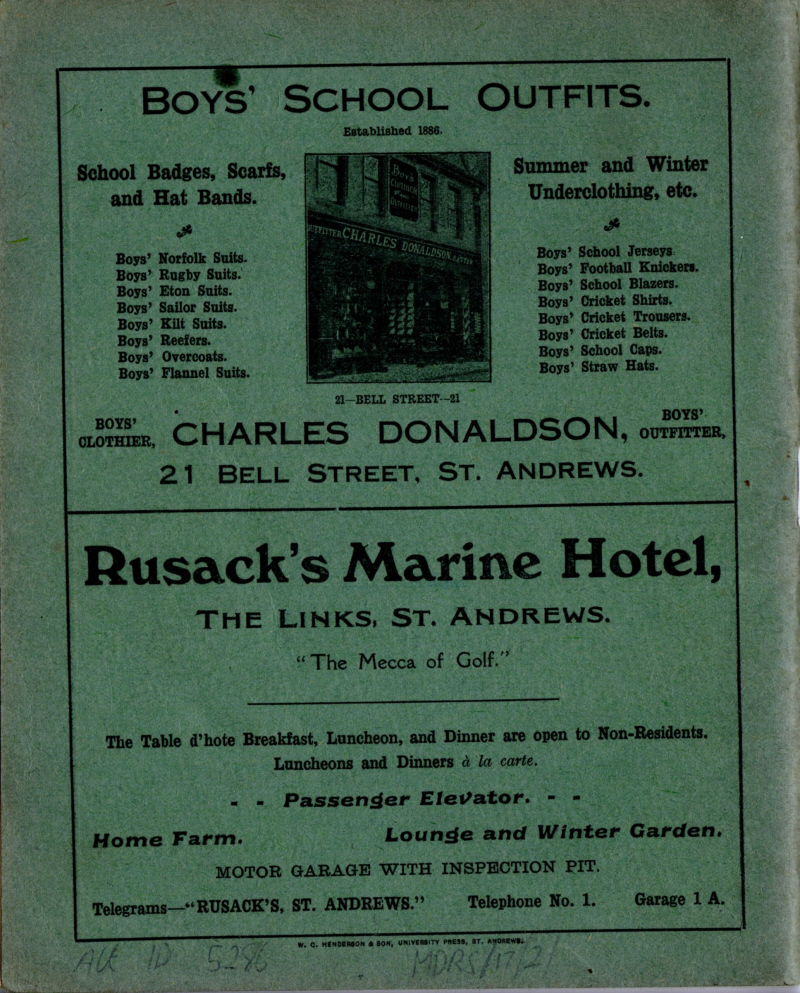 BOYS' SCHOOL OUTFITS.
Established 1886.
School Badges, Scarfs,
and Hat Bands.
Boys' Norfolk Suits.
Boys' Rugby Suits.
Boys' Eton Suits.
Boys' Sailor Suits.
Boys' Kilt Suits.
Boys' Reefers.
Boys' Overcoats.
Boys' Flannel Suits.
Boys
CHARLES DONALDSON
21—BELL STREET—21
Summer and Winter
Underclothing, etc.
Boys' School Jerseys.
Boys' Football Knickers.
Boys' School Blazers.
Boys' Cricket Shirts.
Boys' Cricket Trousers.
Boys' Cricket Belts.
Boys' School Caps.
Boys' Straw Hats.
BOYS' CLOTHIER, CHARLES DONALDSON, BOYS' OUTFITTER,
21 BELL STREET, ST. ANDREWS.
Rusack's Marine Hotel,
THE LINKS, ST. ANDREWS.
"The Mecca of Golf."
The Table d'hote Breakfast, Luncheon, and Dinner are open to Non-Residents.
Luncheons and Dinners à la carte.
- - Passenger Elevator. - -
Home Farm. Lounge and Winter Garden.
MOTOR GARAGE WITH INSPECTION PIT.
Telegrams—"RUSACK'S, ST. ANDREWS." Telephone No. 1. Garage 1 A.
W. C. HENDERSON & SON, UNIVERSITY PRESS, ST. ANDREWS.
5286